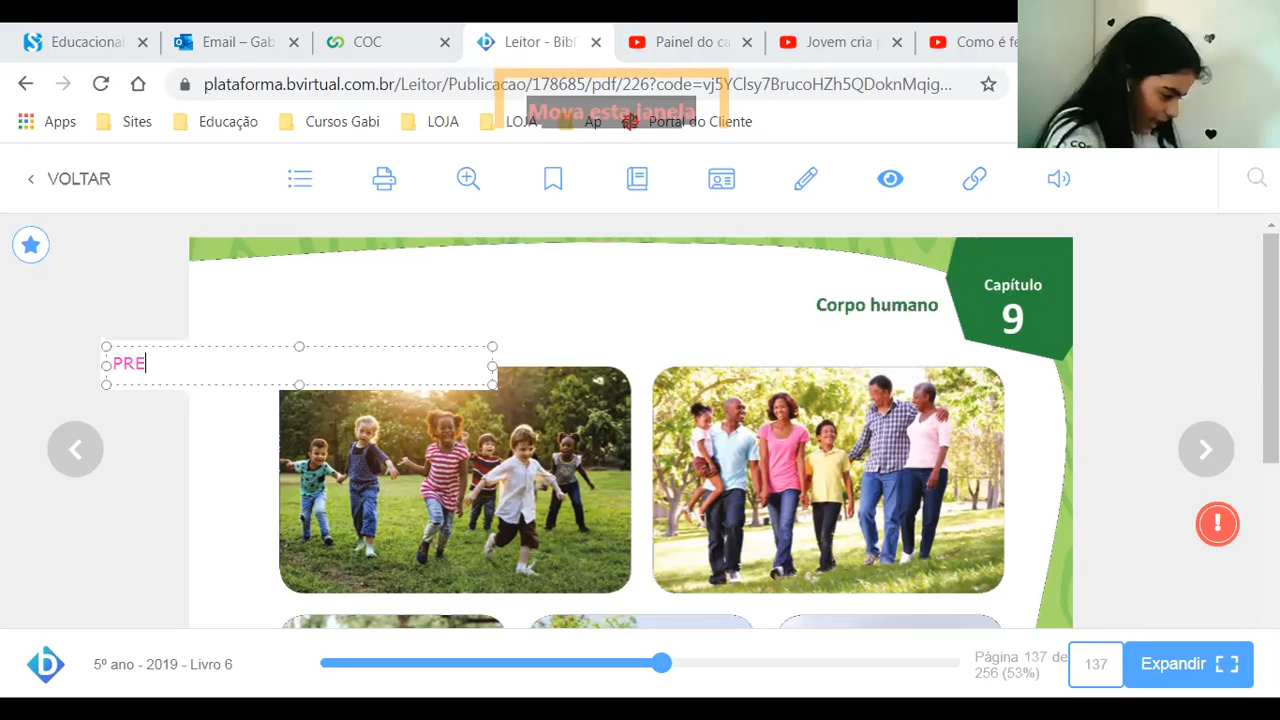 Educacional
Email – Gab
COC
Leitor - Bibl
Painel do ca
Jovem cria p
Como é fe
plataforma.bvirtual.com.br/Leitor/Publicacao/178685/pdf/226?code=vj5YClsy7BrucoHZh5QDoknMqig...
Mova esta janela
Apps
Sites
Educação
Cursos Gabi
LOJA
LOJA
Ap
Portal do Cliente
VOLTAR
Capítulo
9
Corpo humano
PRE
5º ano - 2019 - Livro 6
Página 137 de
256 (53%)
137
Expandir